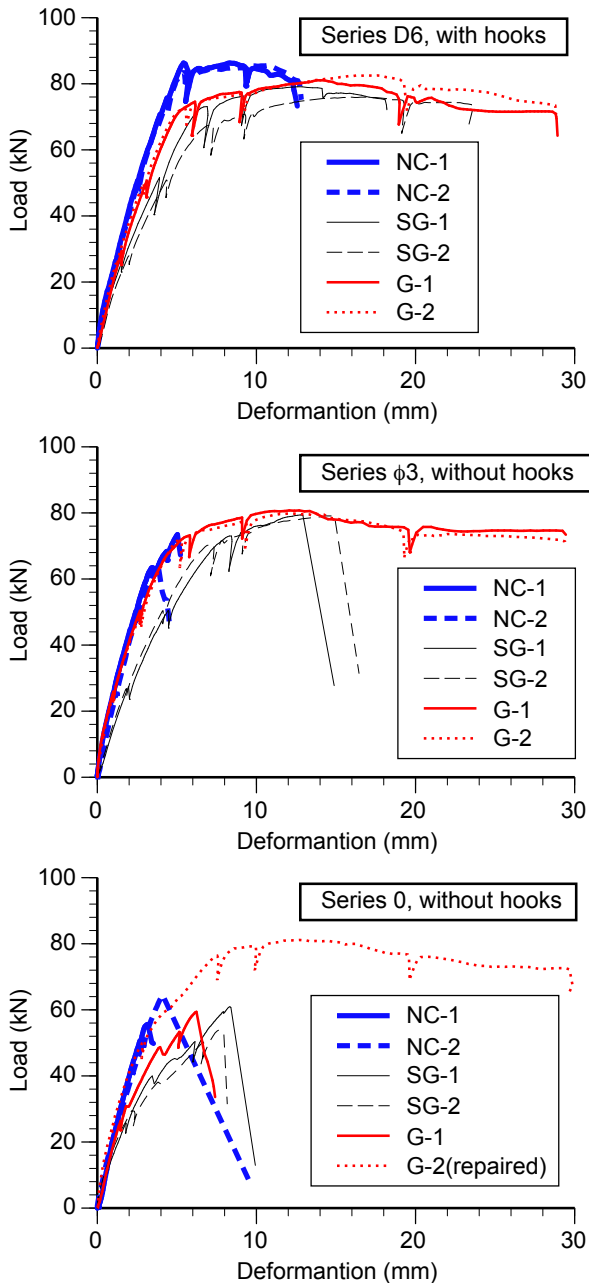 Series D6, with hooks
Load (kN)
100
80
60
40
20
0
NC-1
NC-2
SG-1
SG-2
G-1
G-2
0 10 20 30
Deformantion (mm)
Series ϕ3, without hooks
Load (kN)
100
80
60
40
20
0
NC-1
NC-2
SG-1
SG-2
G-1
G-2
0 10 20 30
Deformantion (mm)
Series 0, without hooks
Load (kN)
100
80
60
40
20
0
NC-1
NC-2
SG-1
SG-2
G-1
G-2(repaired)
0 10 20 30
Deformantion (mm)